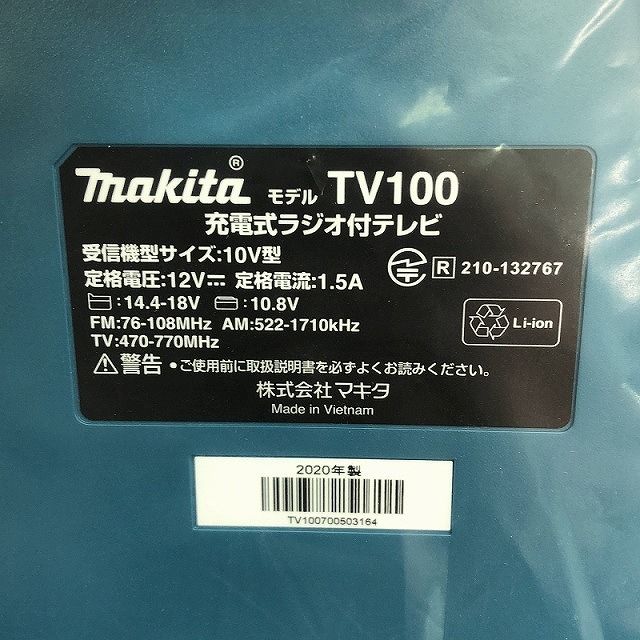 makita® モデル TV100
充電式ラジオ付テレビ
受信機型サイズ:10V型
定格電圧:12V⎓ 定格電流:1.5A
R 210-132767
:14.4-18V :10.8V
FM:76-108MHz AM:522-1710kHz
Li-ion
TV:470-770MHz
⚠警告 •ご使用前に取扱説明書を必ずよくお読みください。
株式会社マキタ
Made in Vietnam
2020年製
TV100700503164